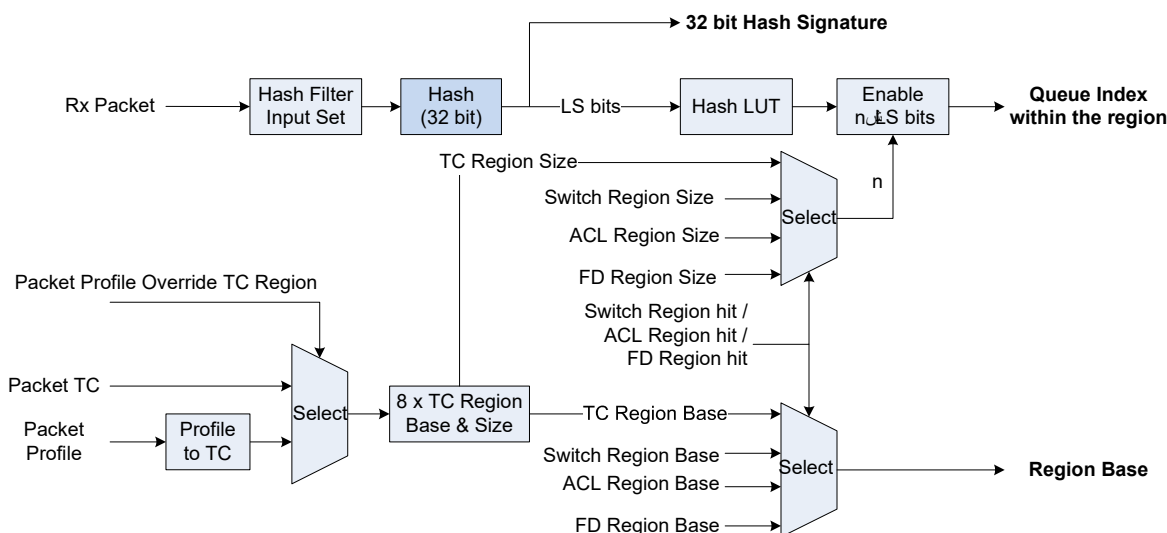 32 bit Hash Signature
Rx Packet
Hash Filter
Input Set
Hash
(32 bit)
LS bits
Hash LUT
Enable
LS bits
Queue Index
within the region
TC Region Size
Switch Region Size
ACL Region Size
FD Region Size
Select
n
Packet Profile Override TC Region
Switch Region hit /
ACL Region hit /
FD Region hit
Packet TC
Select
8 x TC Region
Base & Size
TC Region Base
Packet
Profile
Profile
to TC
Switch Region Base
ACL Region Base
FD Region Base
Select
Region Base